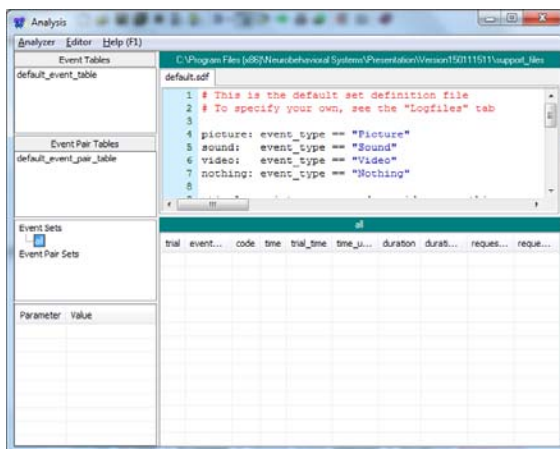 Analysis
Analyzer Editor Help (F1)
Event Tables
default_event_table
Event Pair Tables
default_event_pair_table
Event Sets
all
Event Pair Sets
Parameter Value
C:\Program Files (x86)\Neurobehavioral Systems\Presentation\Version150111511\support_files
default.sdf
1 # This is the default set definition file
2 # To specify your own, see the "Logfiles" tab
3
4 picture: event_type == "Picture"
5 sound: event_type == "Sound"
6 video: event_type == "Video"
7 nothing: event_type == "Nothing"
8
all
trial event... code time trial_time time_u... duration durati... reques... reque...